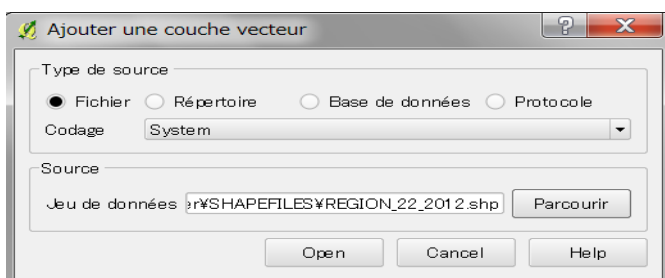 Ajouter une couche vecteur
Type de source
Fichier Répertoire Base de données Protocole
Codage System
Source
Jeu de données er¥SHAPEFILES¥REGION_22_2012.shp Parcourir
Open Cancel Help